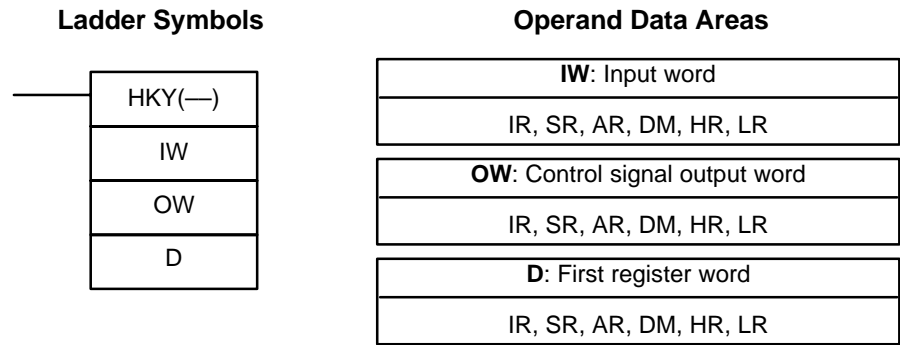 Ladder Symbols
HKY(––)
IW
OW
D
Operand Data Areas
IW: Input word
IR, SR, AR, DM, HR, LR
OW: Control signal output word
IR, SR, AR, DM, HR, LR
D: First register word
IR, SR, AR, DM, HR, LR